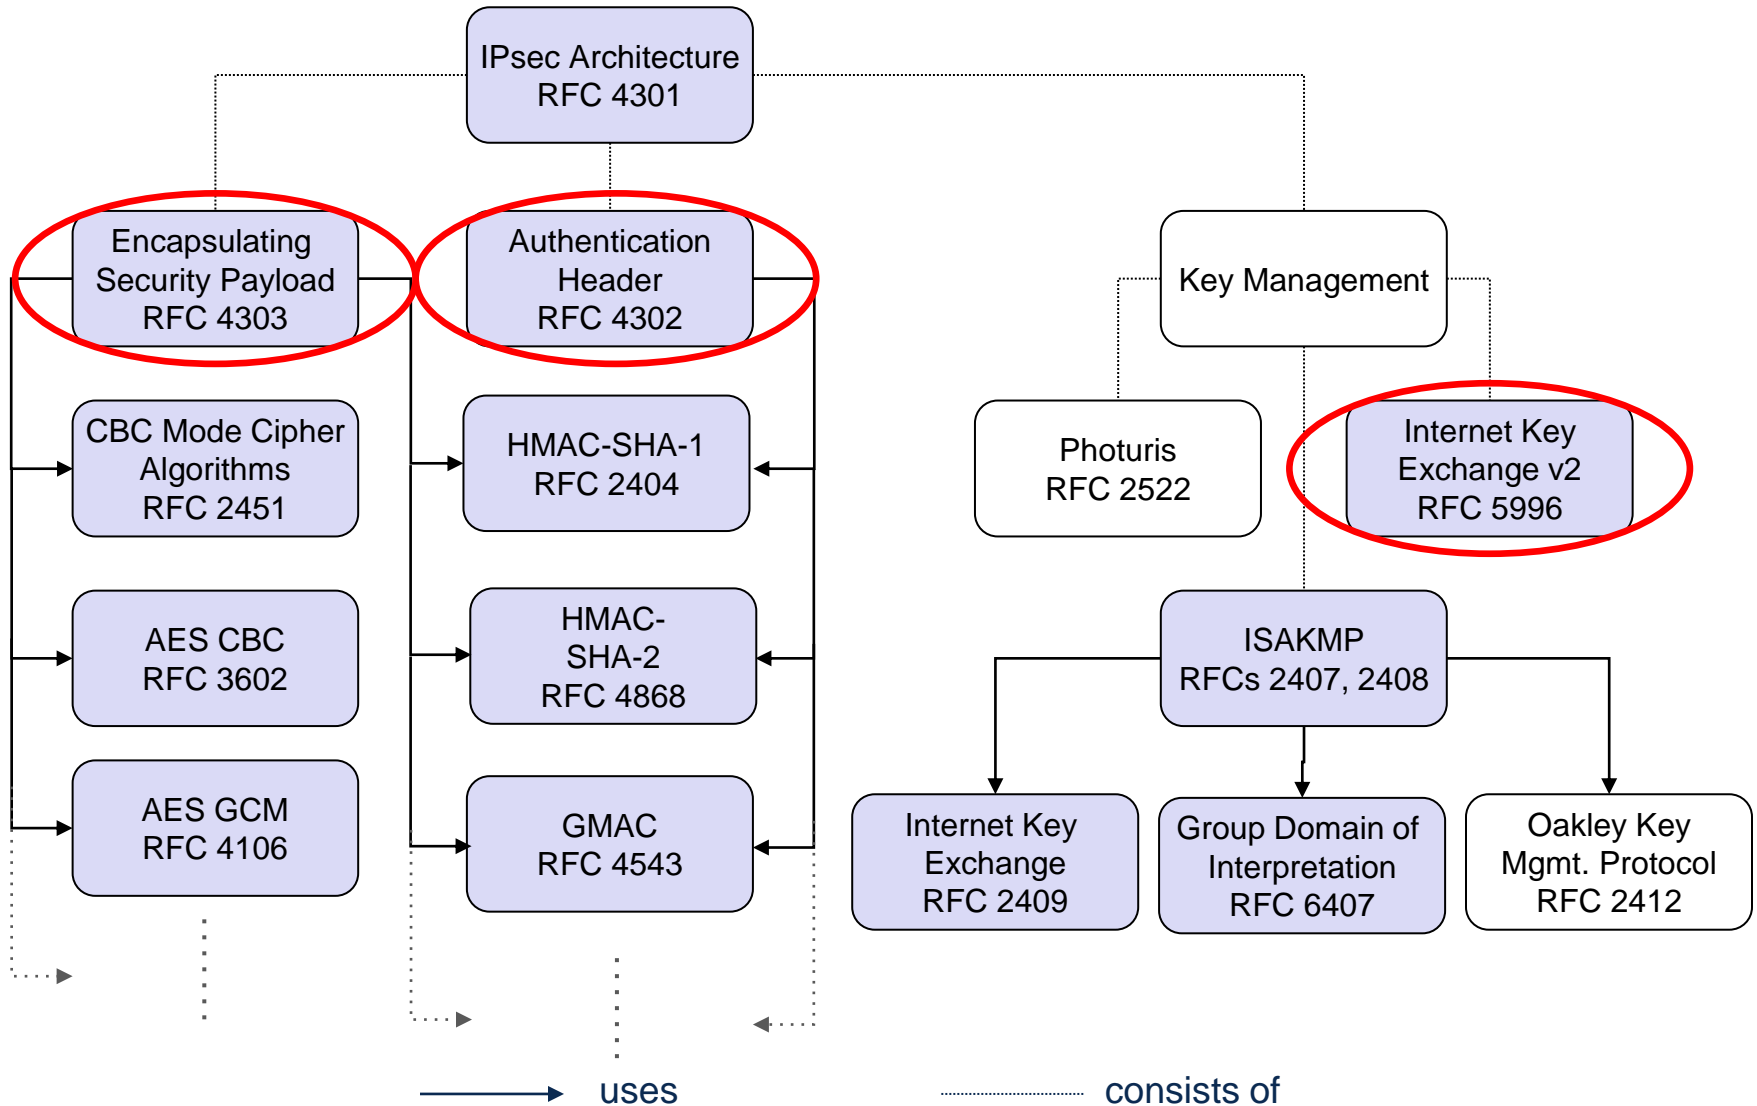 IPsec Architecture
RFC 4301
Encapsulating
Security Payload
RFC 4303
Authentication
Header
RFC 4302
Key Management
CBC Mode Cipher
Algorithms
RFC 2451
HMAC-SHA-1
RFC 2404
Photuris
RFC 2522
Internet Key
Exchange v2
RFC 5996
AES CBC
RFC 3602
HMAC-
SHA-2
RFC 4868
ISAKMP
RFCs 2407, 2408
AES GCM
RFC 4106
GMAC
RFC 4543
Internet Key
Exchange
RFC 2409
Group Domain of
Interpretation
RFC 6407
Oakley Key
Mgmt. Protocol
RFC 2412
uses
consists of